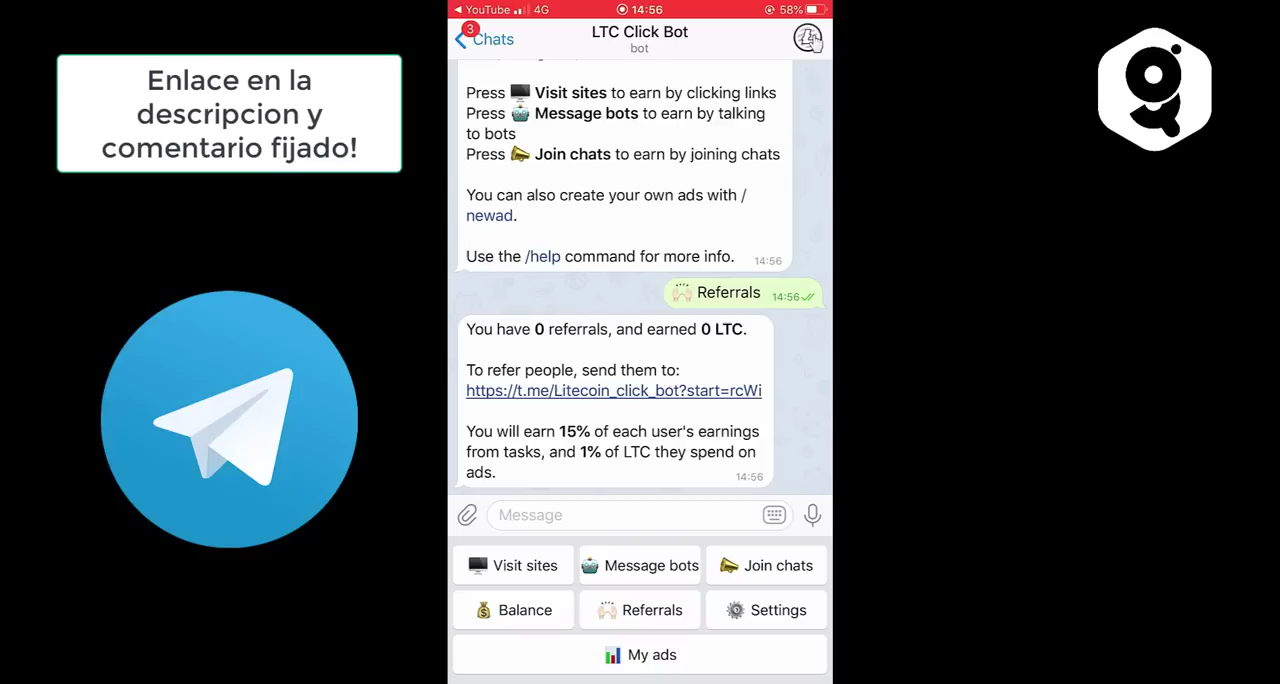 Enlace en la
descripcion y
comentario fijado!
YouTube 4G 14:56 58%
3
Chats
LTC Click Bot
bot
Press Visit sites to earn by clicking links
Press Message bots to earn by talking
to bots
Press Join chats to earn by joining chats
You can also create your own ads with /
newad.
Use the /help command for more info.
14:56
Referrals 14:56
You have 0 referrals, and earned 0 LTC.
To refer people, send them to:
https://t.me/Litecoin_click_bot?start=rcWi
You will earn 15% of each user's earnings
from tasks, and 1% of LTC they spend on
ads.
14:56
Message
Visit sites Message bots Join chats
Balance Referrals Settings
My ads